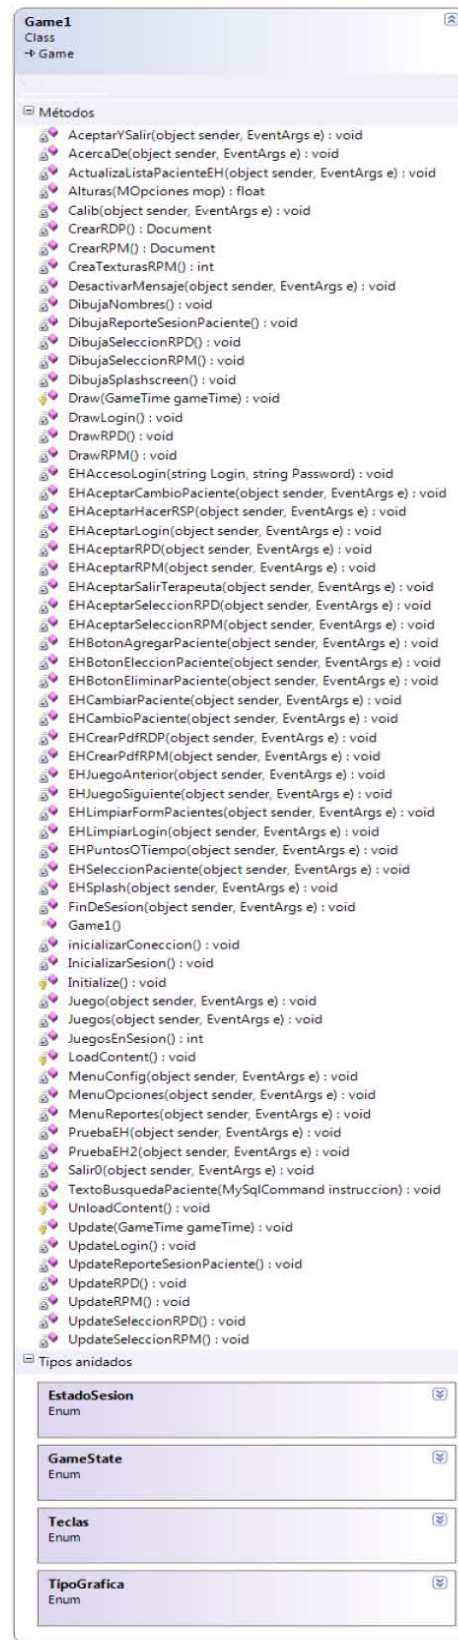 Game1
Class
Game
Métodos
AceptarYSalir(object sender, EventArgs e) : void
AcercaDe(object sender, EventArgs e) : void
ActualizaListaPacienteEH(object sender, EventArgs e) : void
Alturas(MOpciones mop) : float
Calib(object sender, EventArgs e) : void
CrearRDP() : Document
CrearRPM() : Document
CreaTexturasRPM() : int
DesactivarMensaje(object sender, EventArgs e) : void
DibujaNombres() : void
DibujaReporteSesionPaciente() : void
DibujaSeleccionRPD() : void
DibujaSeleccionRPM() : void
DibujaSplashscreen() : void
Draw(GameTime gameTime) : void
DrawLogin() : void
DrawRPD() : void
DrawRPM() : void
EHAccesoLogin(string Login, string Password) : void
EHAceptarCambioPaciente(object sender, EventArgs e) : void
EHAceptarHacerRSP(object sender, EventArgs e) : void
EHAceptarLogin(object sender, EventArgs e) : void
EHAceptarRPD(object sender, EventArgs e) : void
EHAceptarRPM(object sender, EventArgs e) : void
EHAceptarSalirTerapeuta(object sender, EventArgs e) : void
EHAceptarSeleccionRPD(object sender, EventArgs e) : void
EHAceptarSeleccionRPM(object sender, EventArgs e) : void
EHBotonAgregarPaciente(object sender, EventArgs e) : void
EHBotonEleccionPaciente(object sender, EventArgs e) : void
EHBotonEliminarPaciente(object sender, EventArgs e) : void
EHCambiarPaciente(object sender, EventArgs e) : void
EHCambioPaciente(object sender, EventArgs e) : void
EHCrearPdfRDP(object sender, EventArgs e) : void
EHCrearPdfRPM(object sender, EventArgs e) : void
EHJuegoAnterior(object sender, EventArgs e) : void
EHJuegoSiguiente(object sender, EventArgs e) : void
EHLimpiarFormPacientes(object sender, EventArgs e) : void
EHLimpiarLogin(object sender, EventArgs e) : void
EHPuntosOTiempo(object sender, EventArgs e) : void
EHSeleccionPaciente(object sender, EventArgs e) : void
EHSplash(object sender, EventArgs e) : void
FinDeSesion(object sender, EventArgs e) : void
Game1()
inicializarConeccion() : void
InicializarSesion() : void
Initialize() : void
Juego(object sender, EventArgs e) : void
Juegos(object sender, EventArgs e) : void
JuegosEnSesion() : int
LoadContent() : void
MenuConfig(object sender, EventArgs e) : void
MenuOpciones(object sender, EventArgs e) : void
MenuReportes(object sender, EventArgs e) : void
PruebaEH(object sender, EventArgs e) : void
PruebaEH2(object sender, EventArgs e) : void
Salir0(object sender, EventArgs e) : void
TextoBusquedaPaciente(MySqlCommand instruccion) : void
UnloadContent() : void
Update(GameTime gameTime) : void
UpdateLogin() : void
UpdateReporteSesionPaciente() : void
UpdateRPD() : void
UpdateRPM() : void
UpdateSeleccionRPD() : void
UpdateSeleccionRPM() : void
Tipos anidados
EstadoSesion
Enum
GameState
Enum
Teclas
Enum
TipoGrafica
Enum